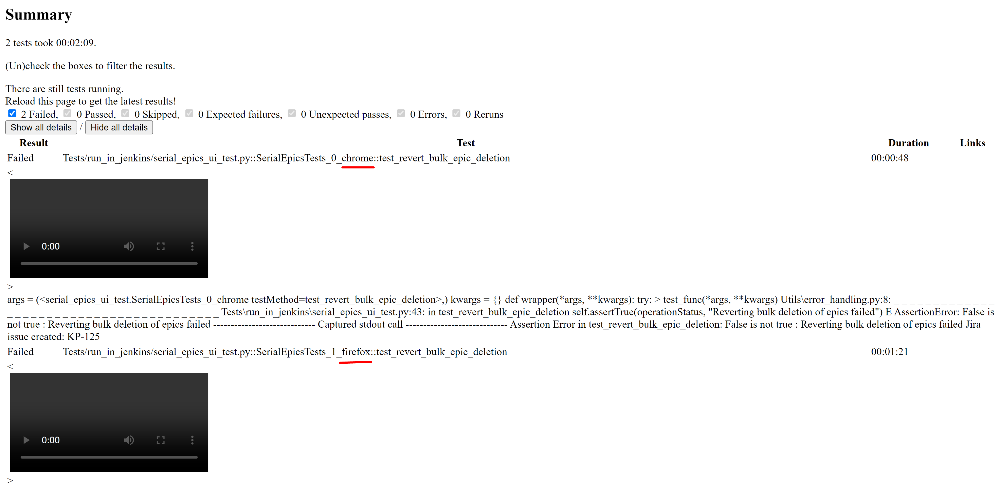 Summary
2 tests took 00:02:09.
(Un)check the boxes to filter the results.
There are still tests running.
Reload this page to get the latest results!
2 Failed, 0 Passed, 0 Skipped, 0 Expected failures, 0 Unexpected passes, 0 Errors, 0 Reruns
Show all details / Hide all details
Result Test Duration Links
Failed Tests/run_in_jenkins/serial_epics_ui_test.py::SerialEpicsTests_0_chrome::test_revert_bulk_epic_deletion 00:00:48
<
0:00
>
args = (<serial_epics_ui_test.SerialEpicsTests_0_chrome testMethod=test_revert_bulk_epic_deletion>,) kwargs = {} def wrapper(*args, **kwargs): try: > test_func(*args, **kwargs) Utils\error_handling.py:8: _ _ _ _ _ _ _ _ _ _ _ _ _
_ _ _ _ _ _ _ _ _ _ _ _ _ _ _ _ _ _ _ _ _ _ _ _ _ _ _ Tests\run_in_jenkins\serial_epics_ui_test.py:43: in test_revert_bulk_epic_deletion self.assertTrue(operationStatus, "Reverting bulk deletion of epics failed") E AssertionError: False is
not true : Reverting bulk deletion of epics failed ----------------------------- Captured stdout call ----------------------------- Assertion Error in test_revert_bulk_epic_deletion: False is not true : Reverting bulk deletion of epics failed Jira
issue created: KP-125
Failed Tests/run_in_jenkins/serial_epics_ui_test.py::SerialEpicsTests_1_firefox::test_revert_bulk_epic_deletion 00:01:21
<
0:00
>